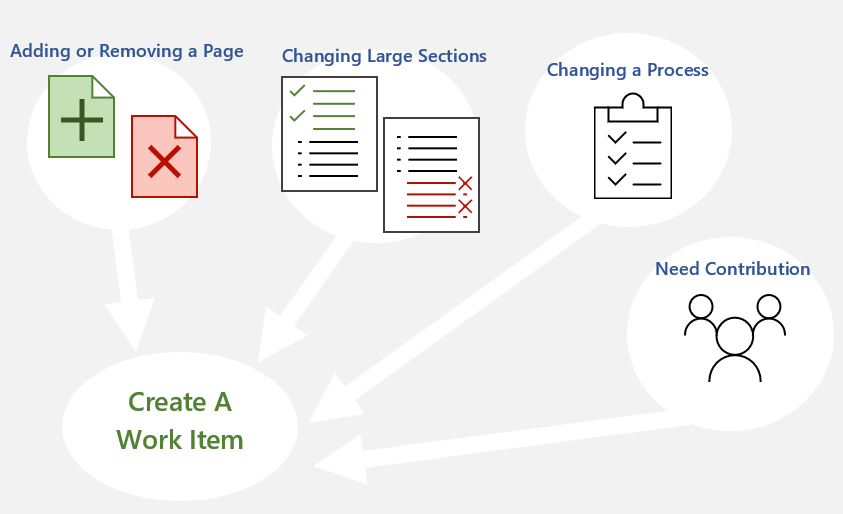 Adding or Removing a Page
Changing Large Sections
Changing a Process
Need Contribution
Create A
Work Item